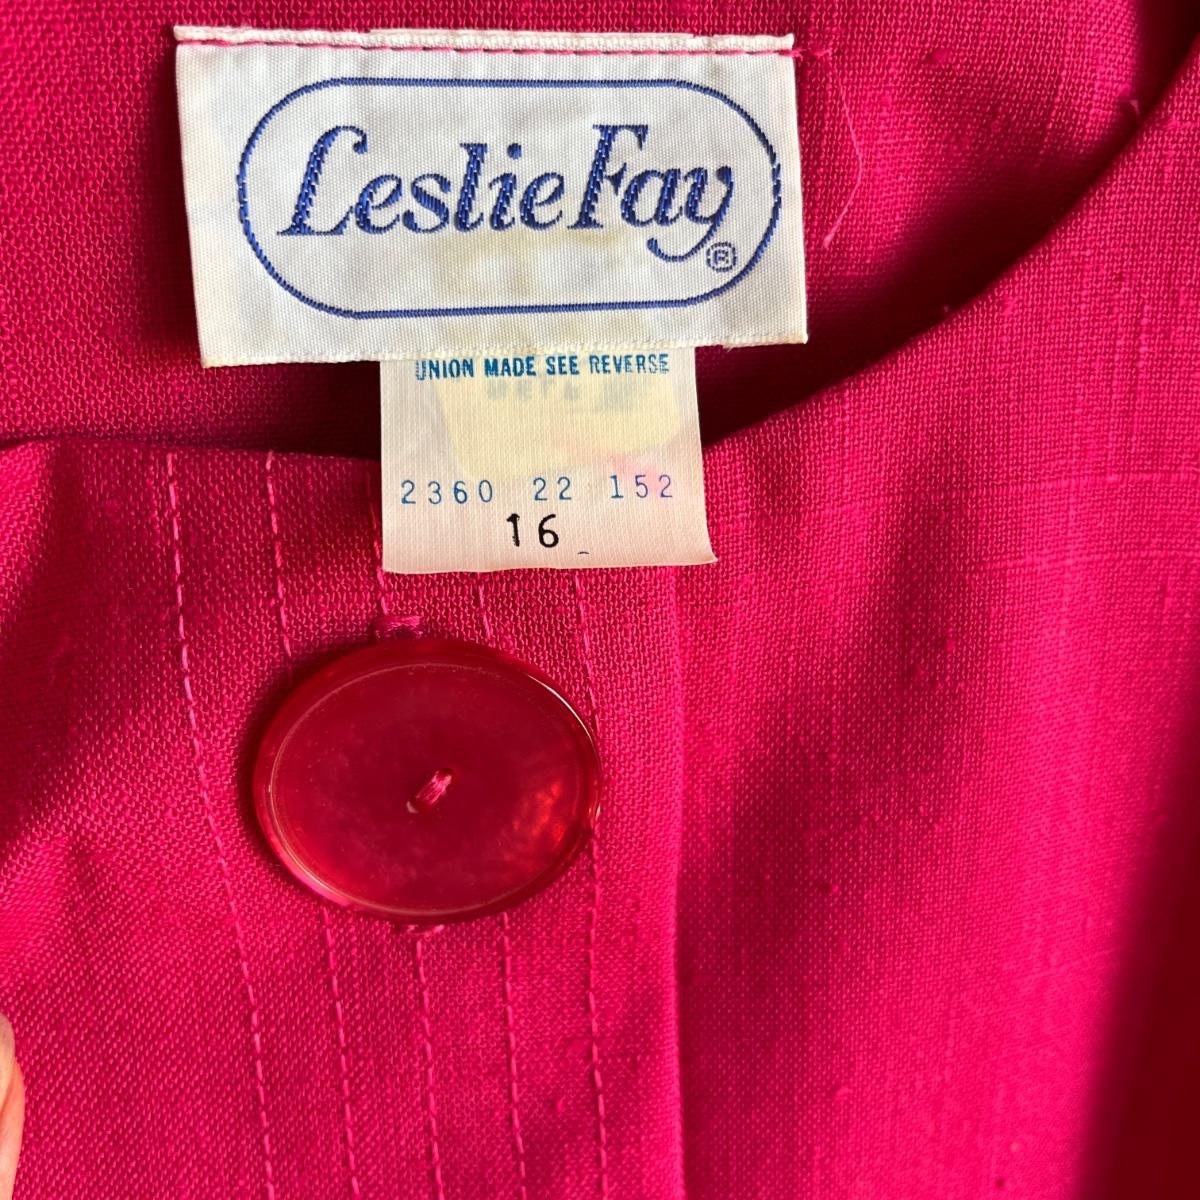 Leslie Fay
®
UNION MADE SEE REVERSE
2360 22 152
16